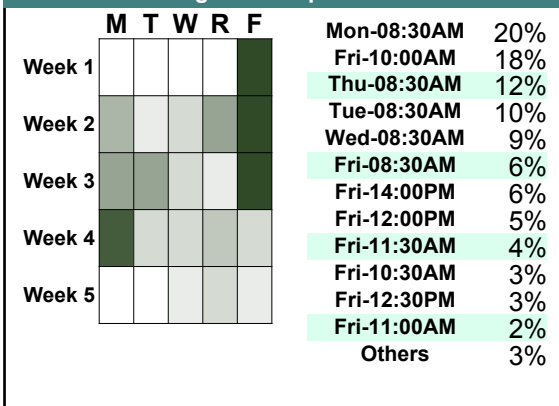 M T W R F
Week 1
Week 2
Week 3
Week 4
Week 5
Mon-08:30AM 20%
Fri-10:00AM 18%
Thu-08:30AM 12%
Tue-08:30AM 10%
Wed-08:30AM 9%
Fri-08:30AM 6%
Fri-14:00PM 6%
Fri-12:00PM 5%
Fri-11:30AM 4%
Fri-10:30AM 3%
Fri-12:30PM 3%
Fri-11:00AM 2%
Others 3%